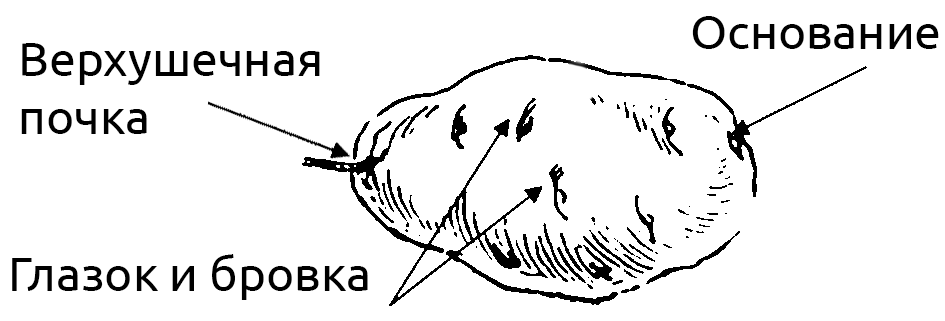 Основание
Верхушечная
почка
Глазок и бровка